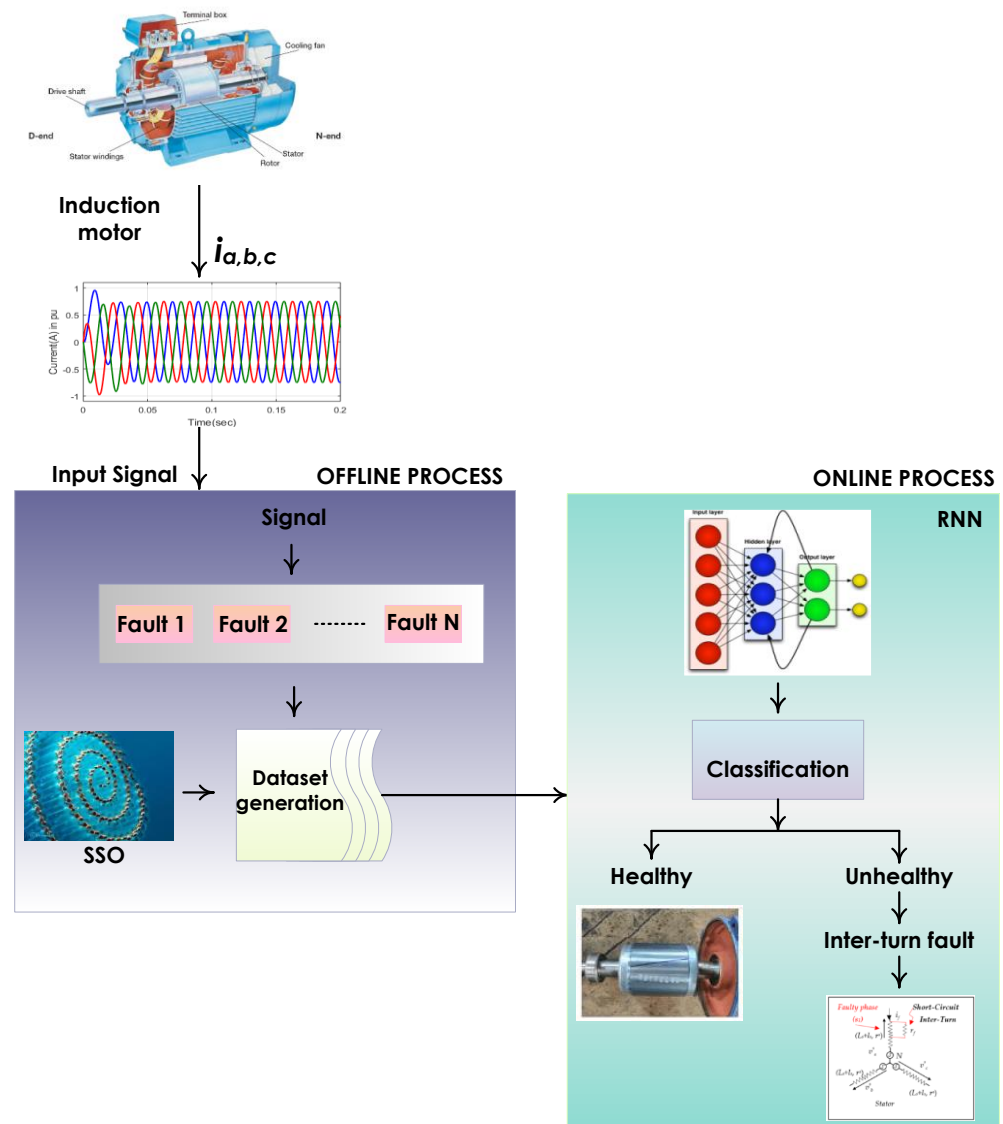 Terminal box
Cooling fan
Drive shaft
D-end
N-end
Stator windings
Stator
Rotor
Induction
motor
ia,b,c
Current(A) in pu
1
0.5
0
-0.5
-1
0
0.05
0.1
0.15
0.2
Time(sec)
Input Signal
OFFLINE PROCESS
Signal
Fault 1
Fault 2
--------
Fault N
Dataset
generation
SSO
ONLINE PROCESS
RNN
Input layer
Hidden layer
Output layer
Classification
Healthy
Unhealthy
Inter-turn fault
Faulty phase
Short-Circuit
Inter-Turn
N
Stator